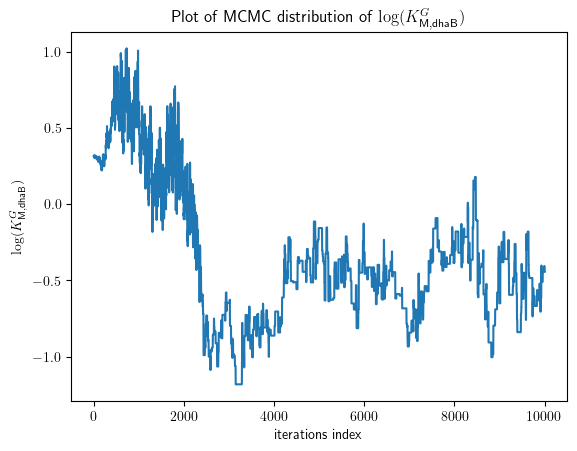 Plot of MCMC distribution of log(K^G_M,dhaB)
log(K^G_M,dhaB)
1.0
0.5
0.0
−0.5
−1.0
0 2000 4000 6000 8000 10000
iterations index